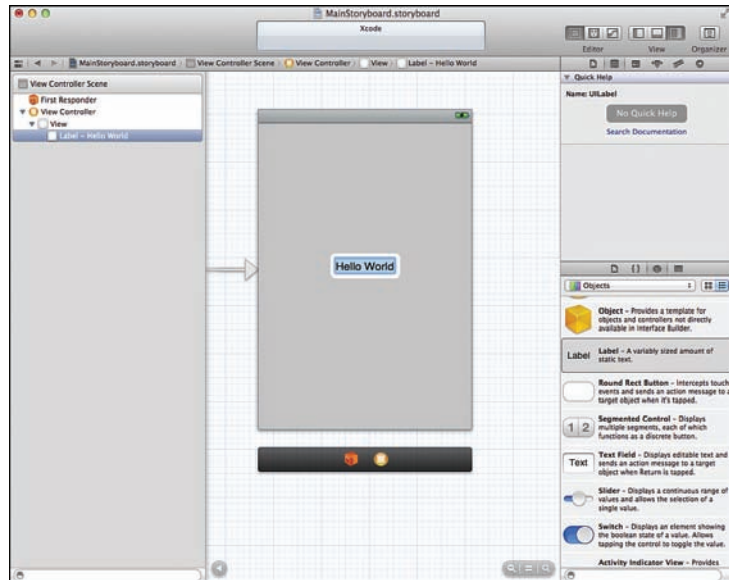 MainStoryboard.storyboard
Xcode
Editor
View
Organizer
MainStoryboard.storyboard
View Controller Scene
View Controller
View
Label – Hello World
View Controller Scene
First Responder
View Controller
View
Label – Hello World
Hello World
Quick Help
Name: UILabel
No Quick Help
Search Documentation
Objects
Object – Provides a template for
objects and controllers not directly
available in Interface Builder.
Label
Label – A variably sized amount of
static text.
Round Rect Button – Intercepts touch
events and sends an action message to a
target object when it's tapped.
1 2
Segmented Control – Displays
multiple segments, each of which
functions as a discrete button.
Text
Text Field – Displays editable text and
sends an action message to a target
object when Return is tapped.
Slider – Displays a continuous range of
values and allows the selection of a
single value.
Switch – Displays an element showing
the boolean state of a value. Allows
tapping the control to toggle the value.
Activity Indicator View – Provides